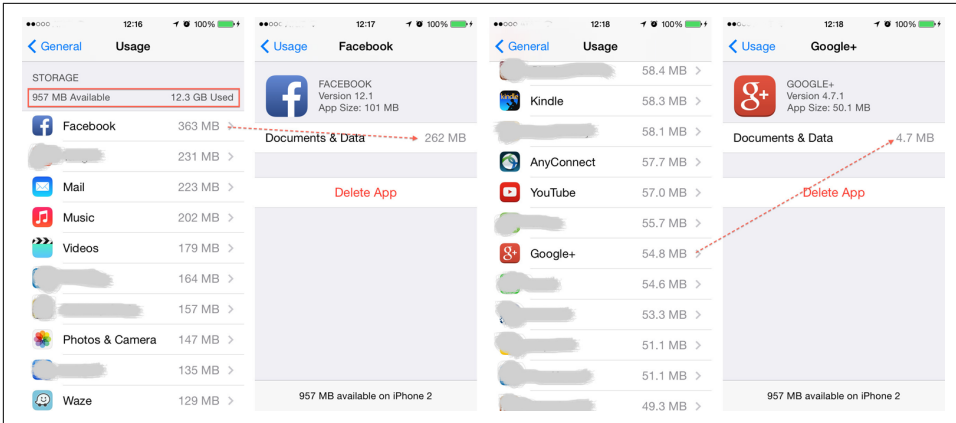 12:16
100%
General
Usage
STORAGE
957 MB Available
12.3 GB Used
Facebook
363 MB
231 MB
Mail
223 MB
Music
202 MB
Videos
179 MB
164 MB
157 MB
Photos & Camera
147 MB
135 MB
Waze
129 MB
12:17
100%
Usage
Facebook
FACEBOOK
Version 12.1
App Size: 101 MB
Documents & Data
262 MB
Delete App
957 MB available on iPhone 2
12:18
100%
General
Usage
58.4 MB
kindle
Kindle
58.3 MB
58.1 MB
AnyConnect
57.7 MB
YouTube
57.0 MB
55.7 MB
Google+
54.8 MB
54.6 MB
53.3 MB
51.1 MB
51.1 MB
49.3 MB
12:18
100%
Usage
Google+
GOOGLE+
Version 4.7.1
App Size: 50.1 MB
Documents & Data
4.7 MB
Delete App
957 MB available on iPhone 2